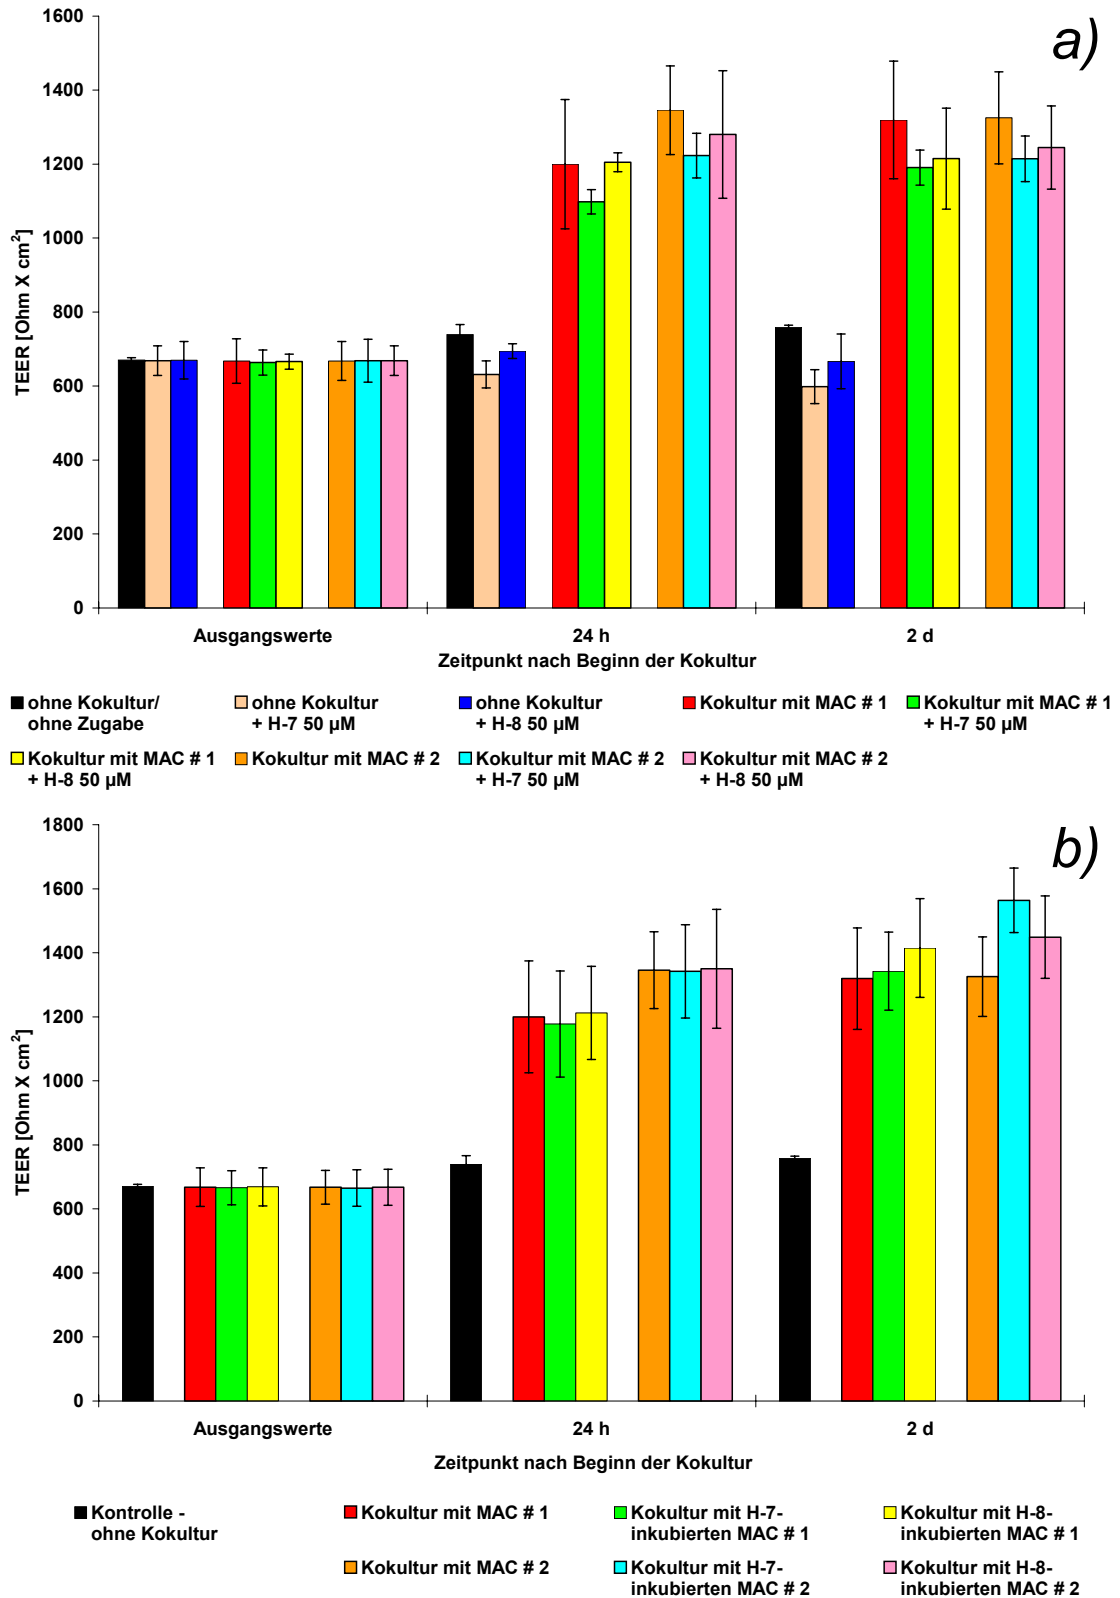 a)
1600
1400
1200
1000
800
600
400
200
0
TEER [Ohm X cm²]
Ausgangswerte 24 h 2 d
Zeitpunkt nach Beginn der Kokultur
ohne Kokultur/
ohne Zugabe
ohne Kokultur
+ H-7 50 µM
ohne Kokultur
+ H-8 50 µM
Kokultur mit MAC # 1
Kokultur mit MAC # 1
+ H-7 50 µM
Kokultur mit MAC # 1
+ H-8 50 µM
Kokultur mit MAC # 2
Kokultur mit MAC # 2
+ H-7 50 µM
Kokultur mit MAC # 2
+ H-8 50 µM
b)
1800
1600
1400
1200
1000
800
600
400
200
0
TEER [Ohm X cm²]
Ausgangswerte 24 h 2 d
Zeitpunkt nach Beginn der Kokultur
Kontrolle -
ohne Kokultur
Kokultur mit MAC # 1
Kokultur mit H-7-
inkubierten MAC # 1
Kokultur mit H-8-
inkubierten MAC # 1
Kokultur mit MAC # 2
Kokultur mit H-7-
inkubierten MAC # 2
Kokultur mit H-8-
inkubierten MAC # 2